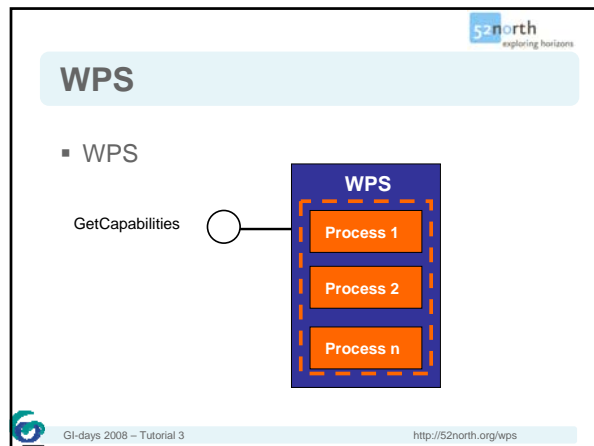 52north
exploring horizons
WPS
▪ WPS
WPS
GetCapabilities
Process 1
Process 2
Process n
GI-days 2008 – Tutorial 3
http://52north.org/wps